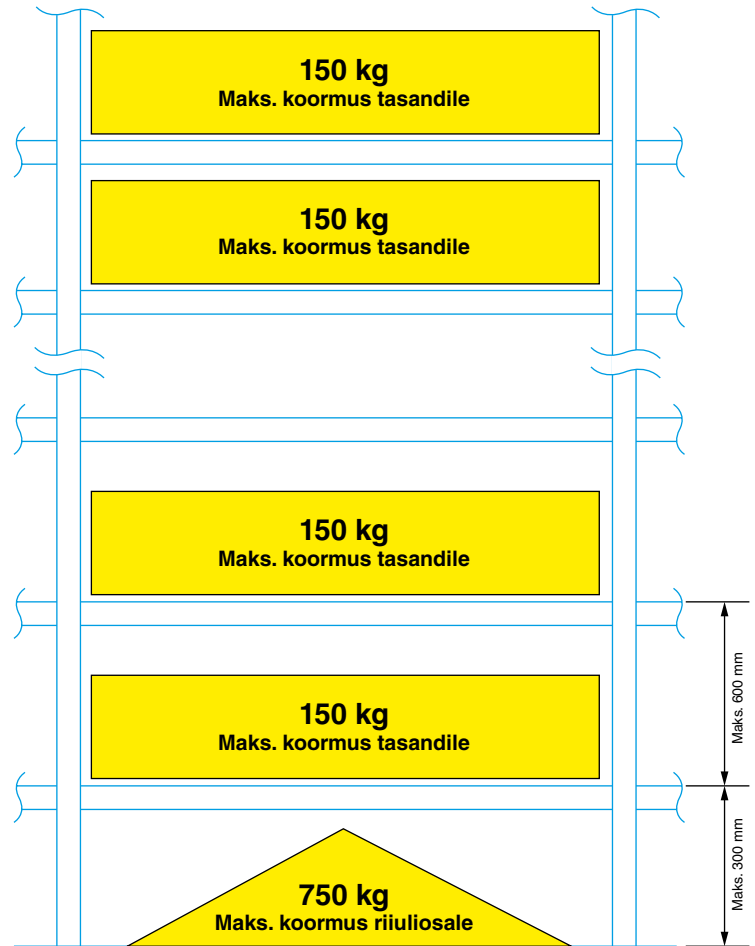 150 kg
Maks. koormus tasandile
150 kg
Maks. koormus tasandile
150 kg
Maks. koormus tasandile
Maks. 600 mm
150 kg
Maks. koormus tasandile
Maks. 300 mm
750 kg
Maks. koormus riiuliosale